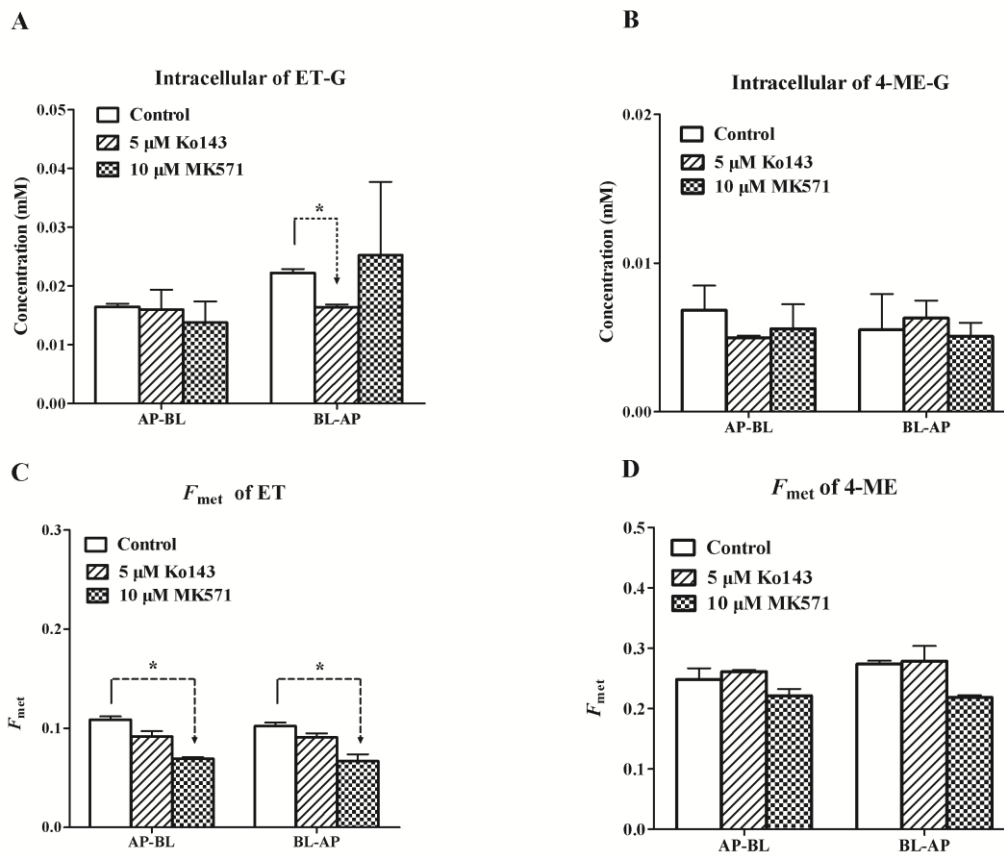 A
Intracellular of ET-G
0.05
0.04
0.03
0.02
0.01
0.00
Concentration (mM)
Control
5 μM Ko143
10 μM MK571
*
AP-BL
BL-AP
B
Intracellular of 4-ME-G
0.02
0.01
0.00
Concentration (mM)
Control
5 μM Ko143
10 μM MK571
AP-BL
BL-AP
C
Fmet of ET
0.3
0.2
0.1
0.0
Fmet
Control
5 μM Ko143
10 μM MK571
*
*
AP-BL
BL-AP
D
Fmet of 4-ME
0.5
0.4
0.3
0.2
0.1
0.0
Fmet
Control
5 μM Ko143
10 μM MK571
AP-BL
BL-AP